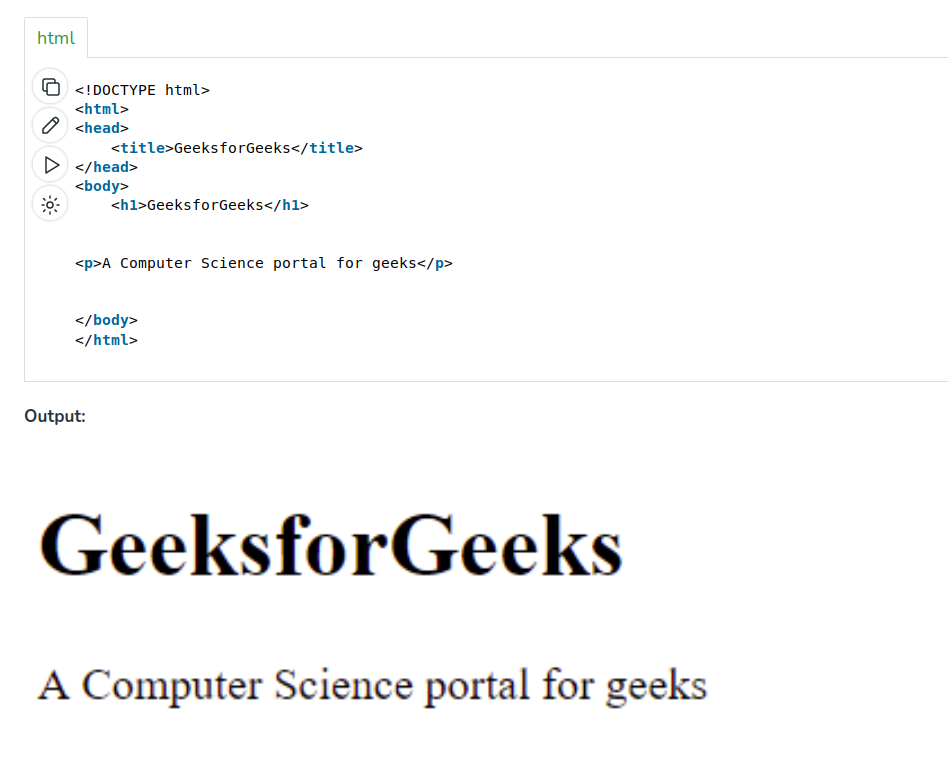 html
<!DOCTYPE html>
<html>
<head>
    <title>GeeksforGeeks</title>
</head>
<body>
    <h1>GeeksforGeeks</h1>
<p>A Computer Science portal for geeks</p>
</body>
</html>
Output:
GeeksforGeeks
A Computer Science portal for geeks